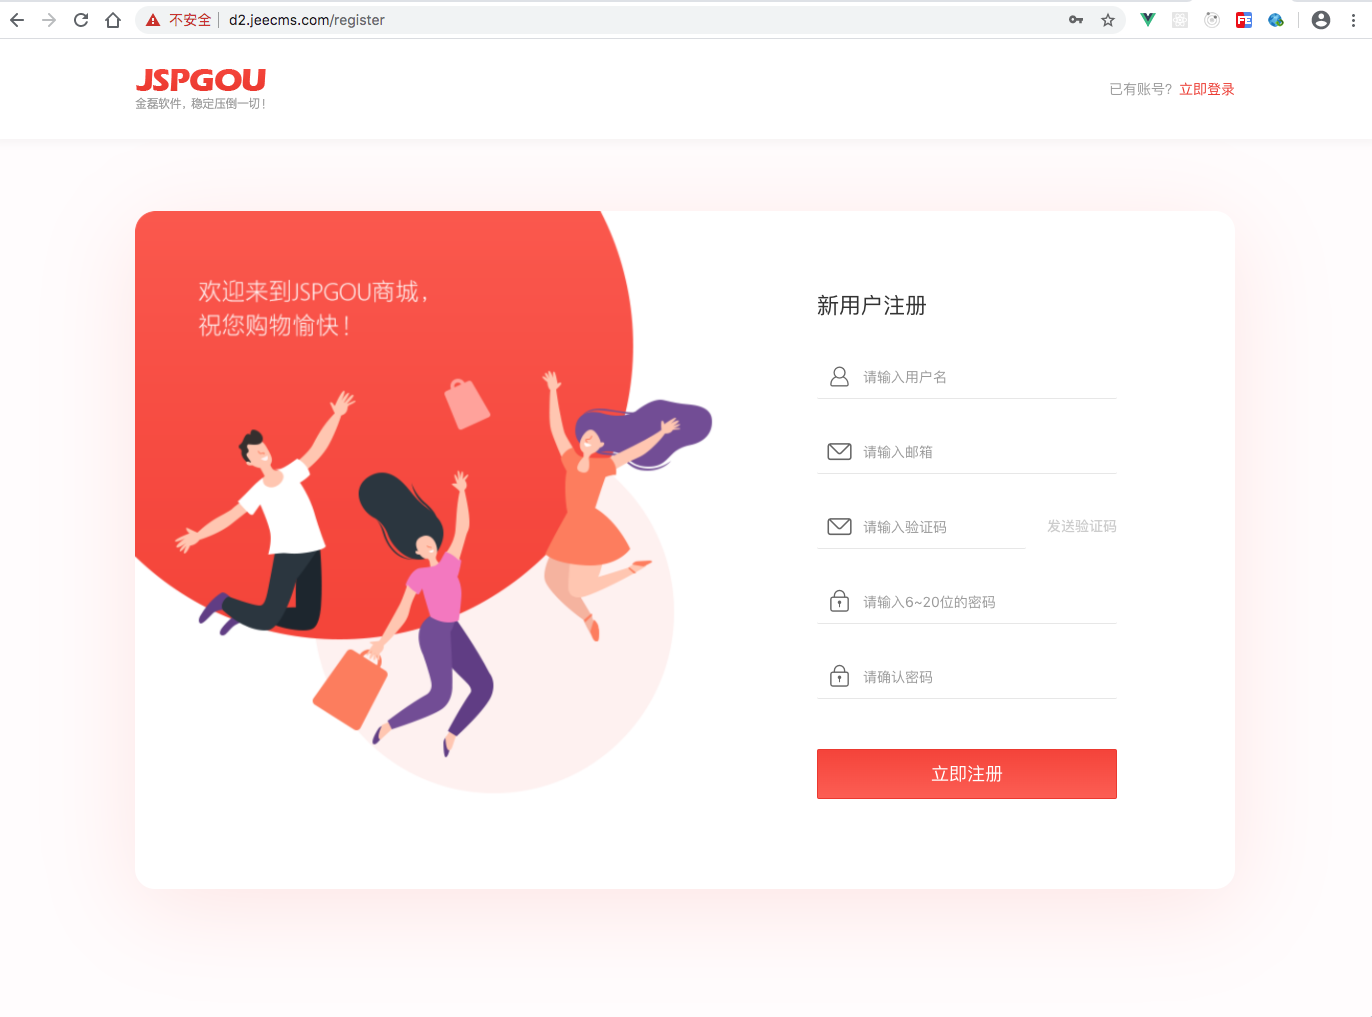 不安全 d2.jeecms.com/register
FE
JSPGOU
金磊软件，稳定压倒一切！
已有账号？ 立即登录
欢迎来到JSPGOU商城，
祝您购物愉快！
新用户注册
请输入用户名
请输入邮箱
请输入验证码 发送验证码
请输入6~20位的密码
请确认密码
立即注册